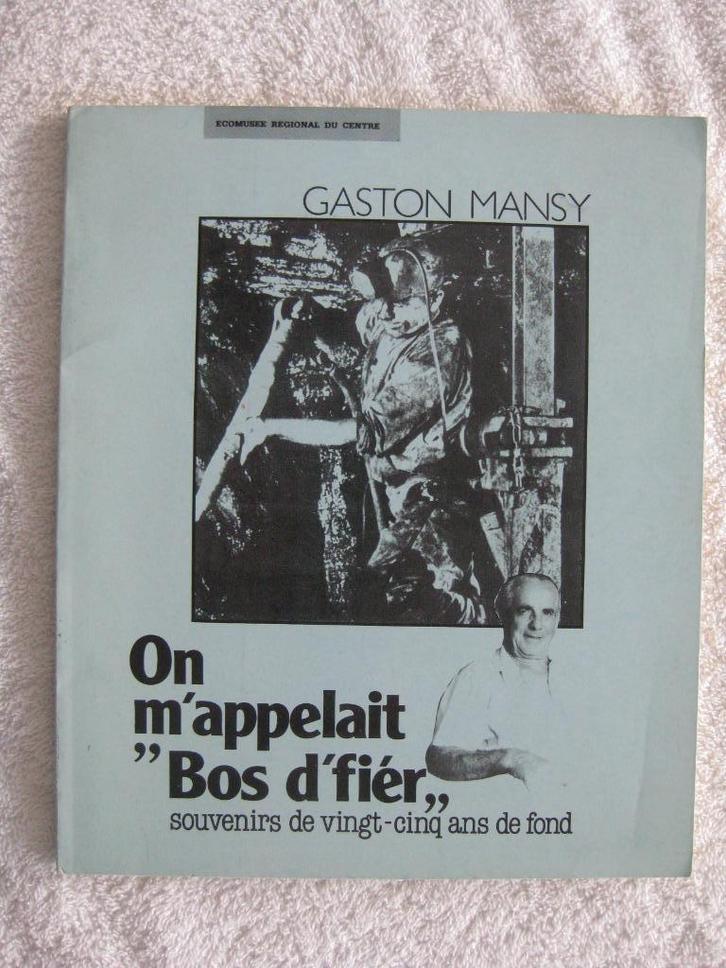 ECOMUSEE REGIONAL DU CENTRE
GASTON MANSY
On
m'appelait
"Bos d'fiér"
souvenirs de vingt-cinq ans de fond